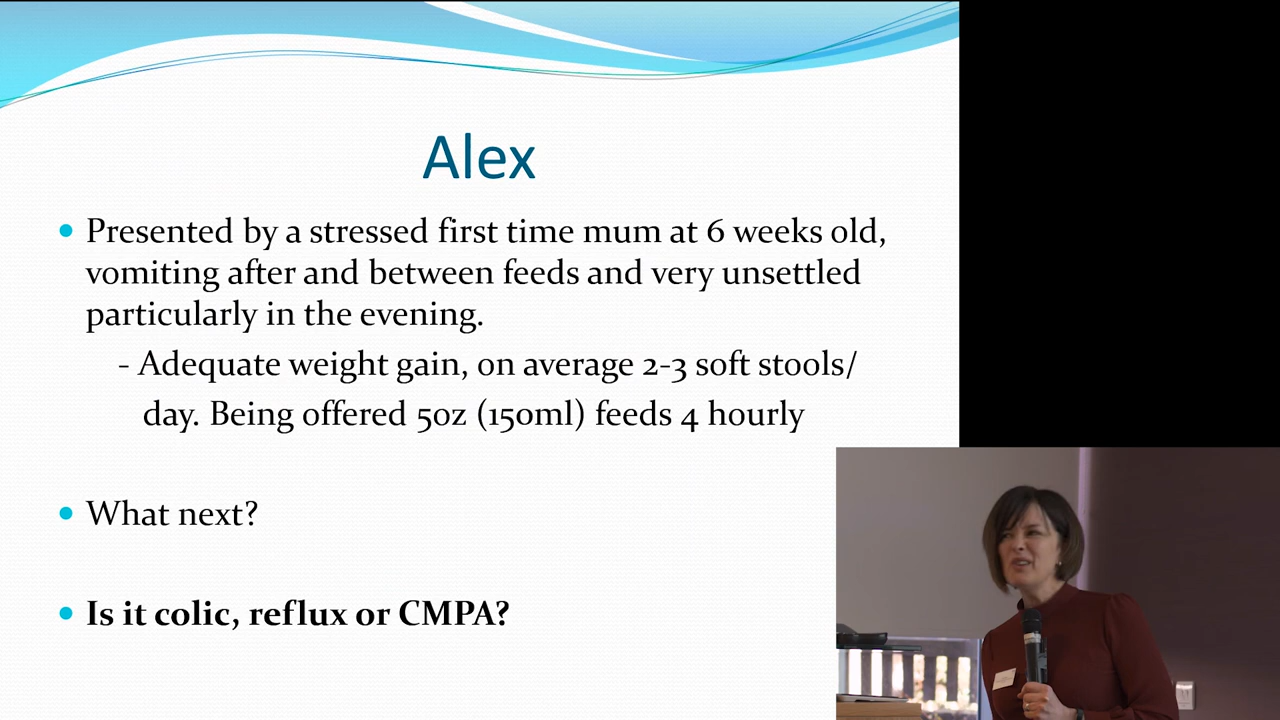 Alex
Presented by a stressed first time mum at 6 weeks old,
vomiting after and between feeds and very unsettled
particularly in the evening.
- Adequate weight gain, on average 2-3 soft stools/
day. Being offered 5oz (150ml) feeds 4 hourly
What next?
Is it colic, reflux or CMPA?